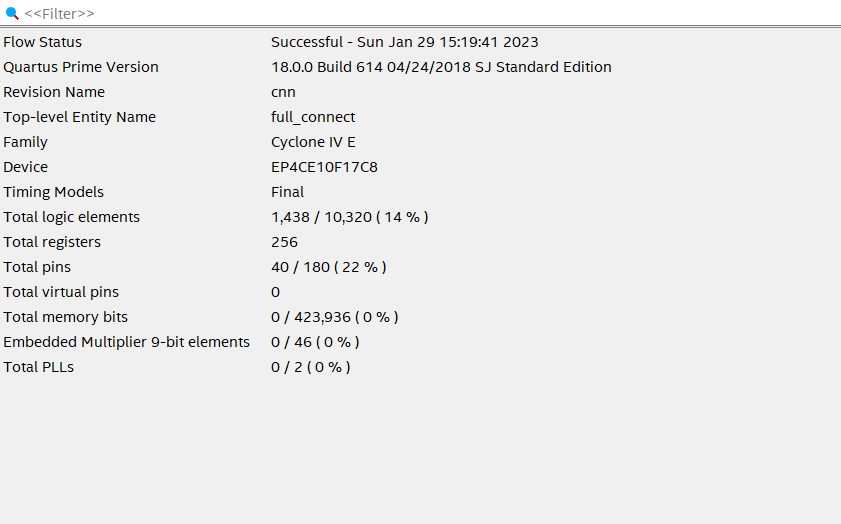 <<Filter>>
Flow Status Successful - Sun Jan 29 15:19:41 2023
Quartus Prime Version 18.0.0 Build 614 04/24/2018 SJ Standard Edition
Revision Name cnn
Top-level Entity Name full_connect
Family Cyclone IV E
Device EP4CE10F17C8
Timing Models Final
Total logic elements 1,438 / 10,320 ( 14 % )
Total registers 256
Total pins 40 / 180 ( 22 % )
Total virtual pins 0
Total memory bits 0 / 423,936 ( 0 % )
Embedded Multiplier 9-bit elements 0 / 46 ( 0 % )
Total PLLs 0 / 2 ( 0 % )